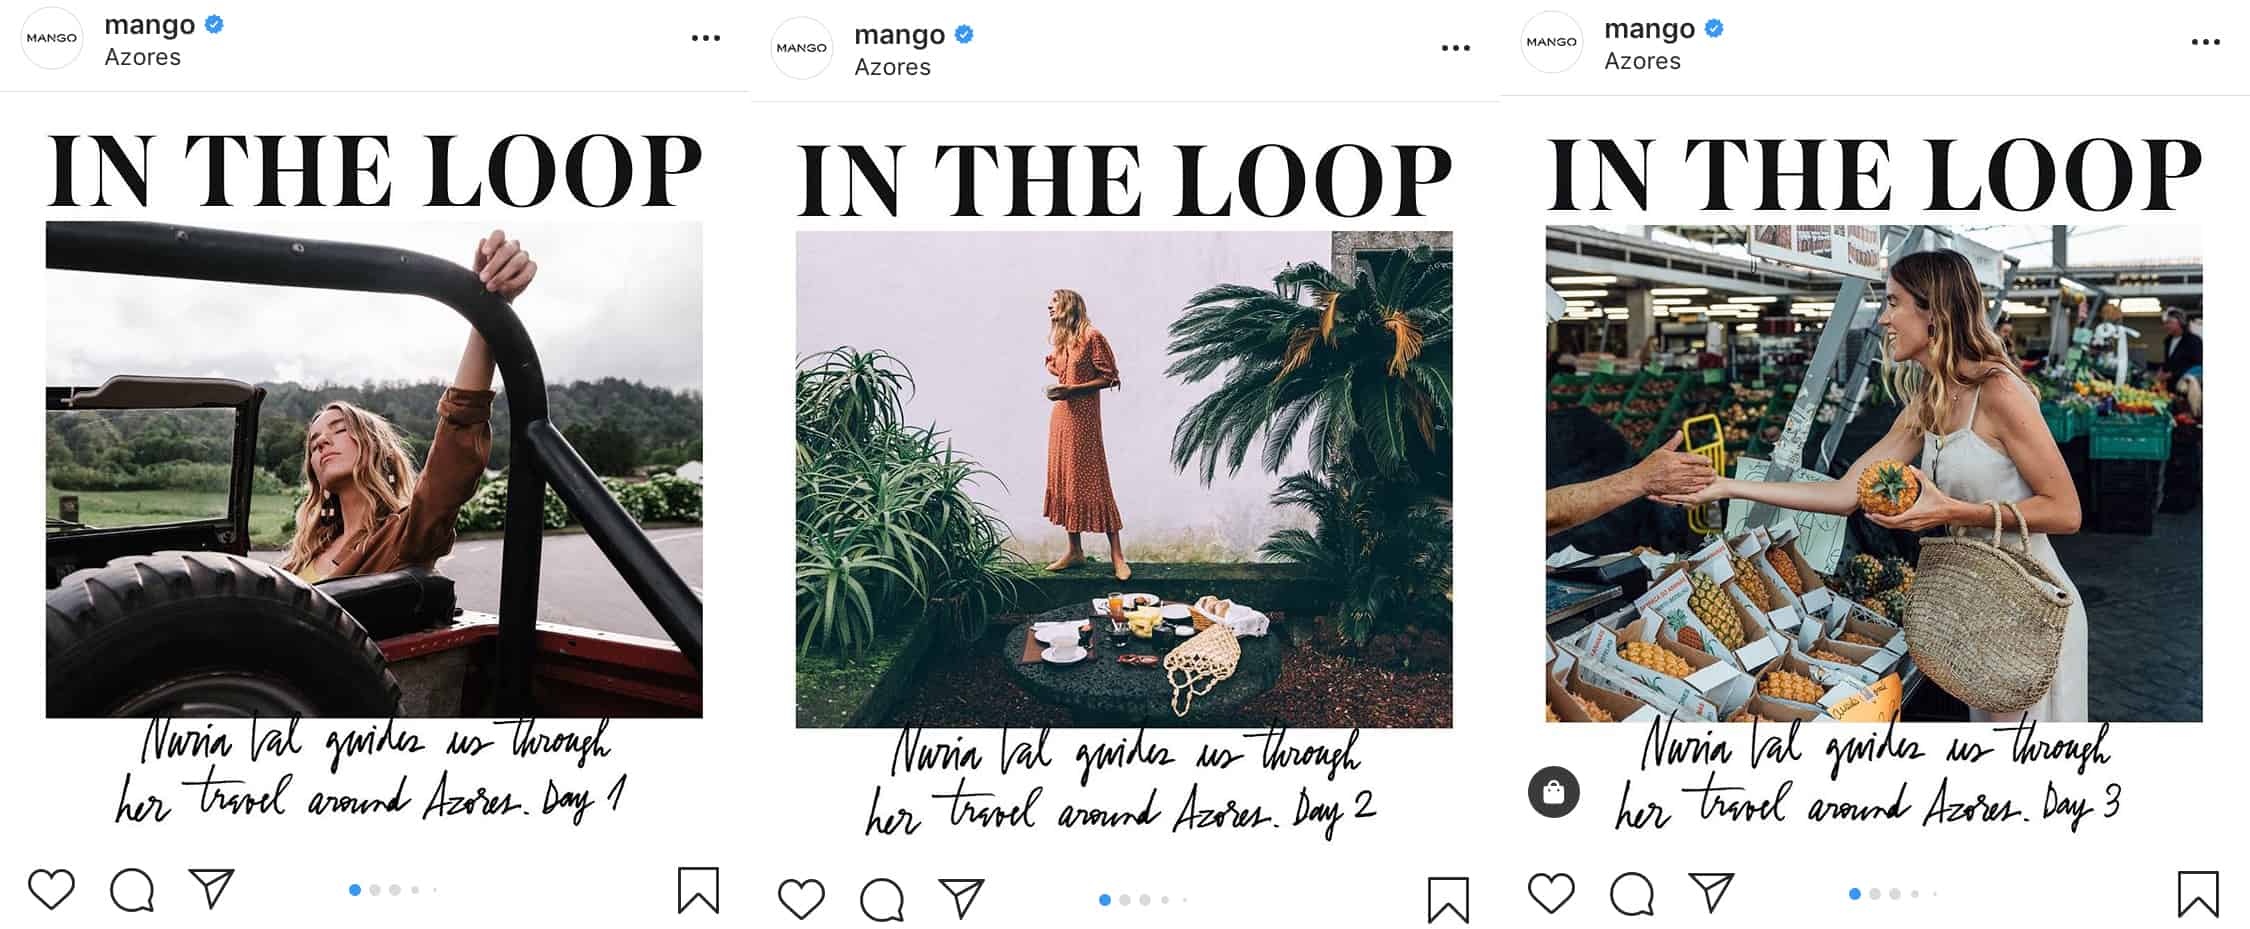 MANGO
mango
Azores
IN THE LOOP
Nuria Val guides us through
her travel around Azores. Day 1
MANGO
mango
Azores
IN THE LOOP
Nuria Val guides us through
her travel around Azores. Day 2
MANGO
mango
Azores
IN THE LOOP
Nuria Val guides us through
her travel around Azores. Day 3